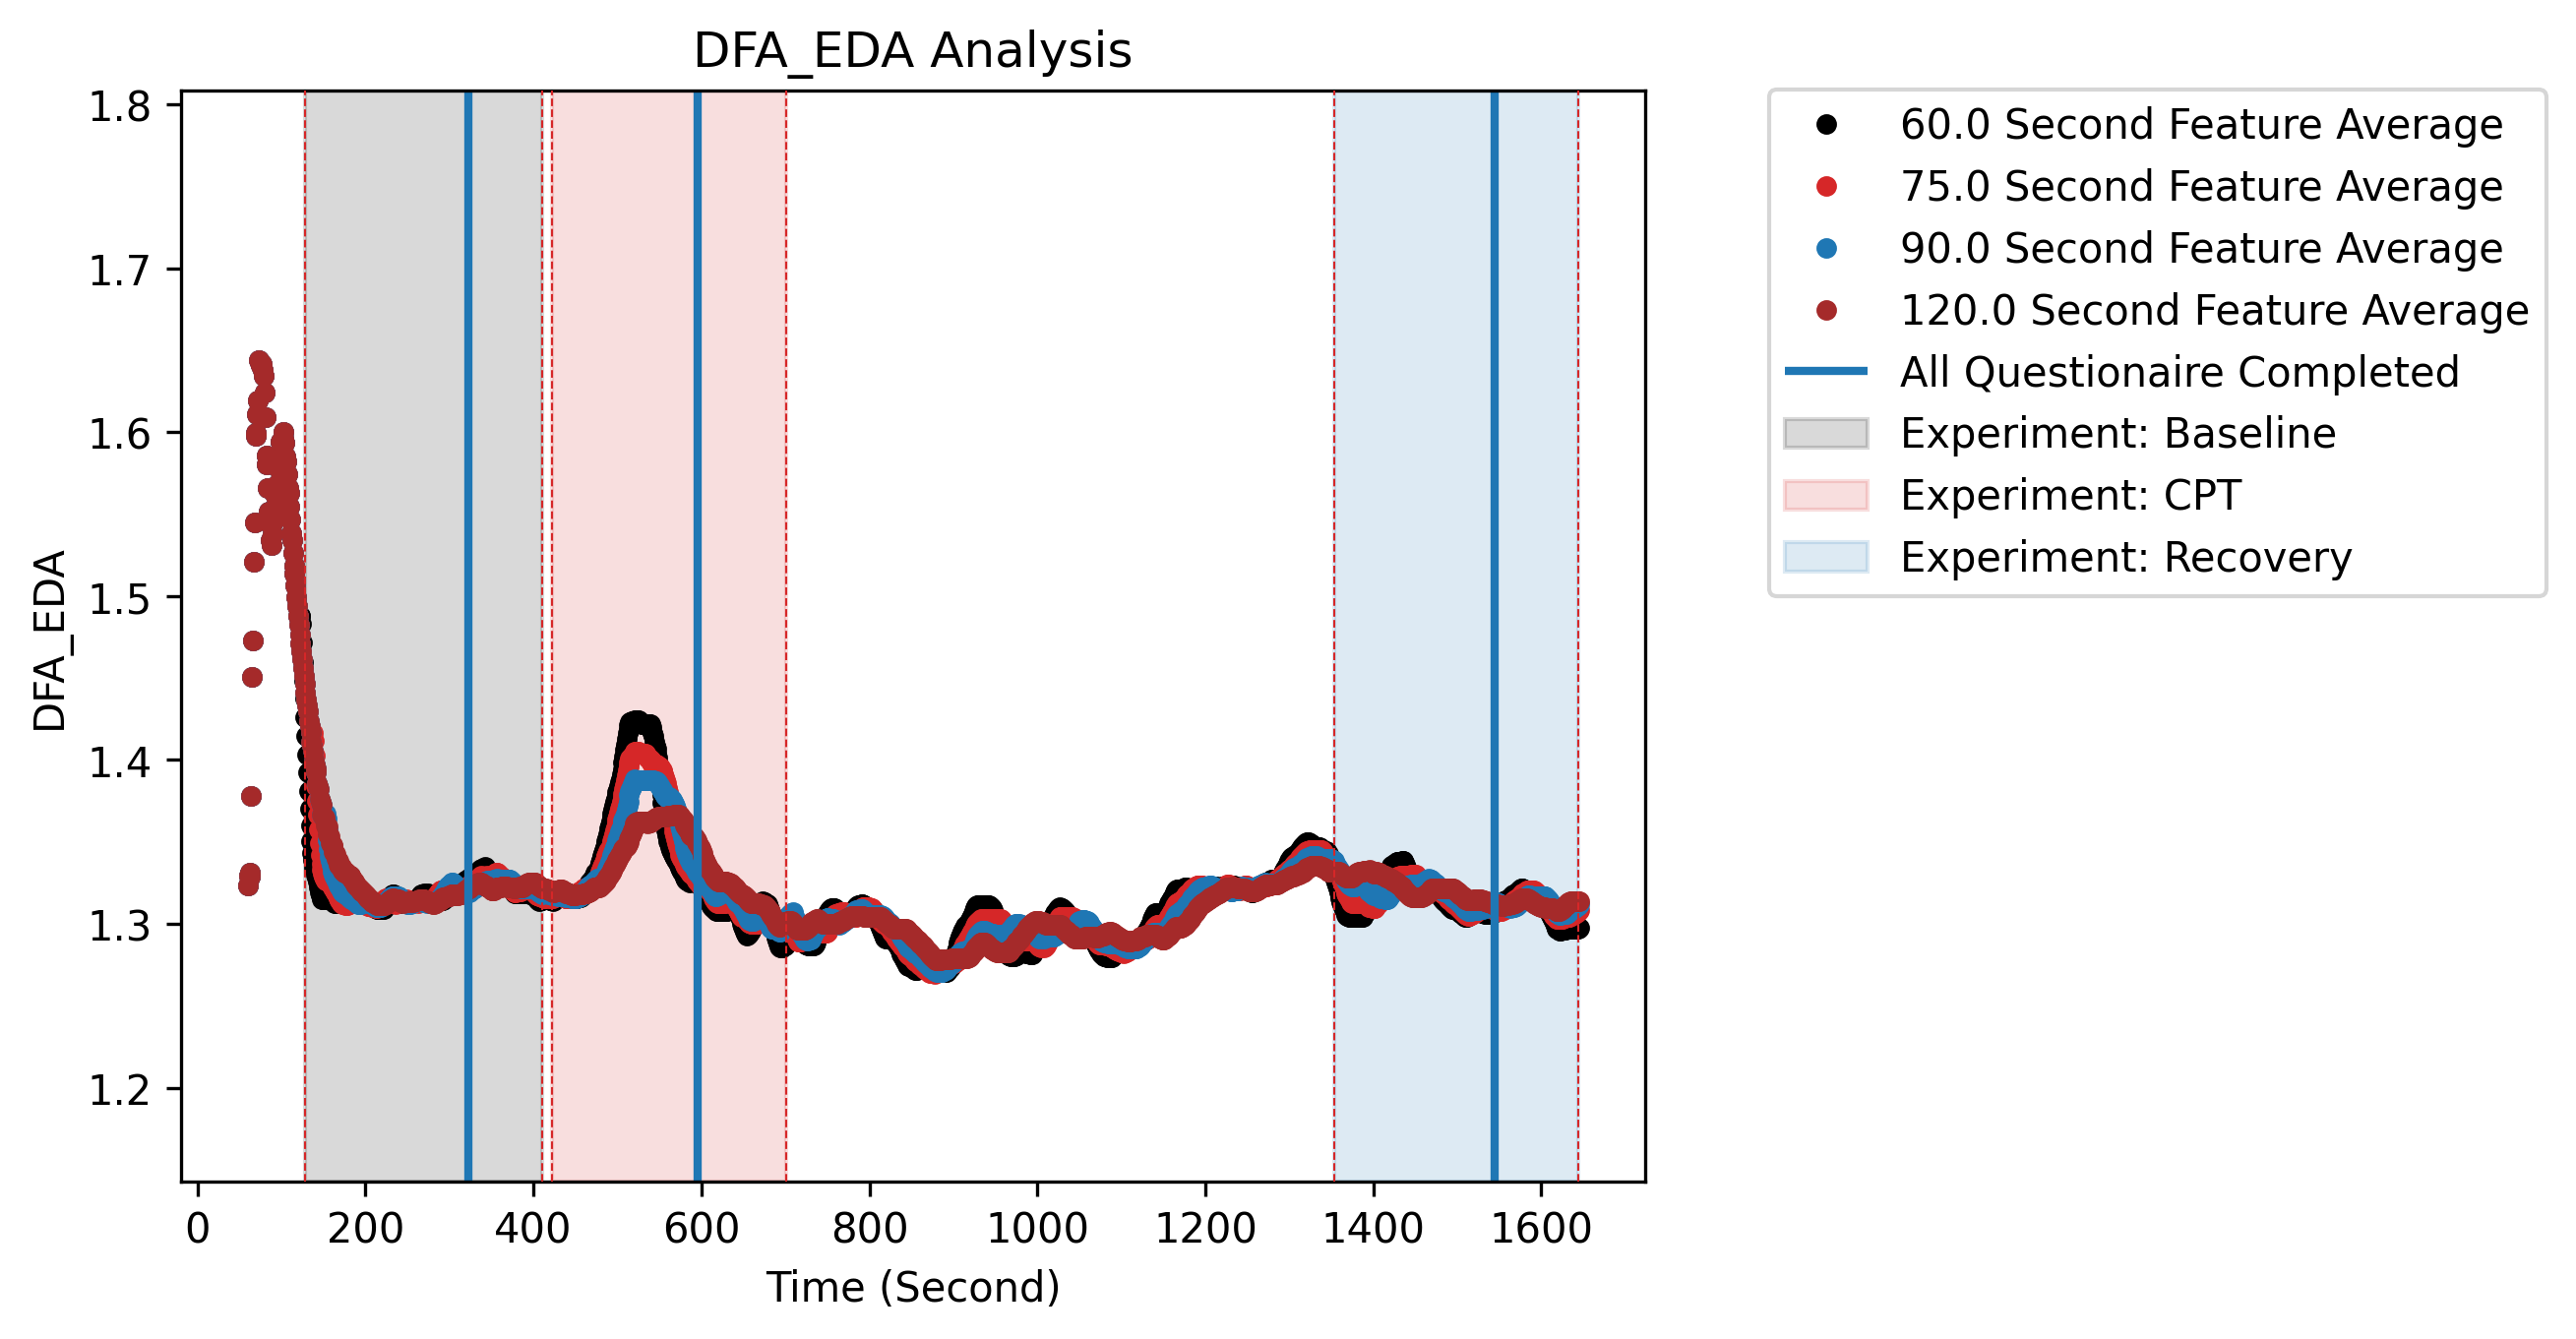 DFA_EDA Analysis
1.8
1.7
1.6
1.5
1.4
1.3
1.2
DFA_EDA
0 200 400 600 800 1000 1200 1400 1600
Time (Second)
60.0 Second Feature Average
75.0 Second Feature Average
90.0 Second Feature Average
120.0 Second Feature Average
All Questionaire Completed
Experiment: Baseline
Experiment: CPT
Experiment: Recovery